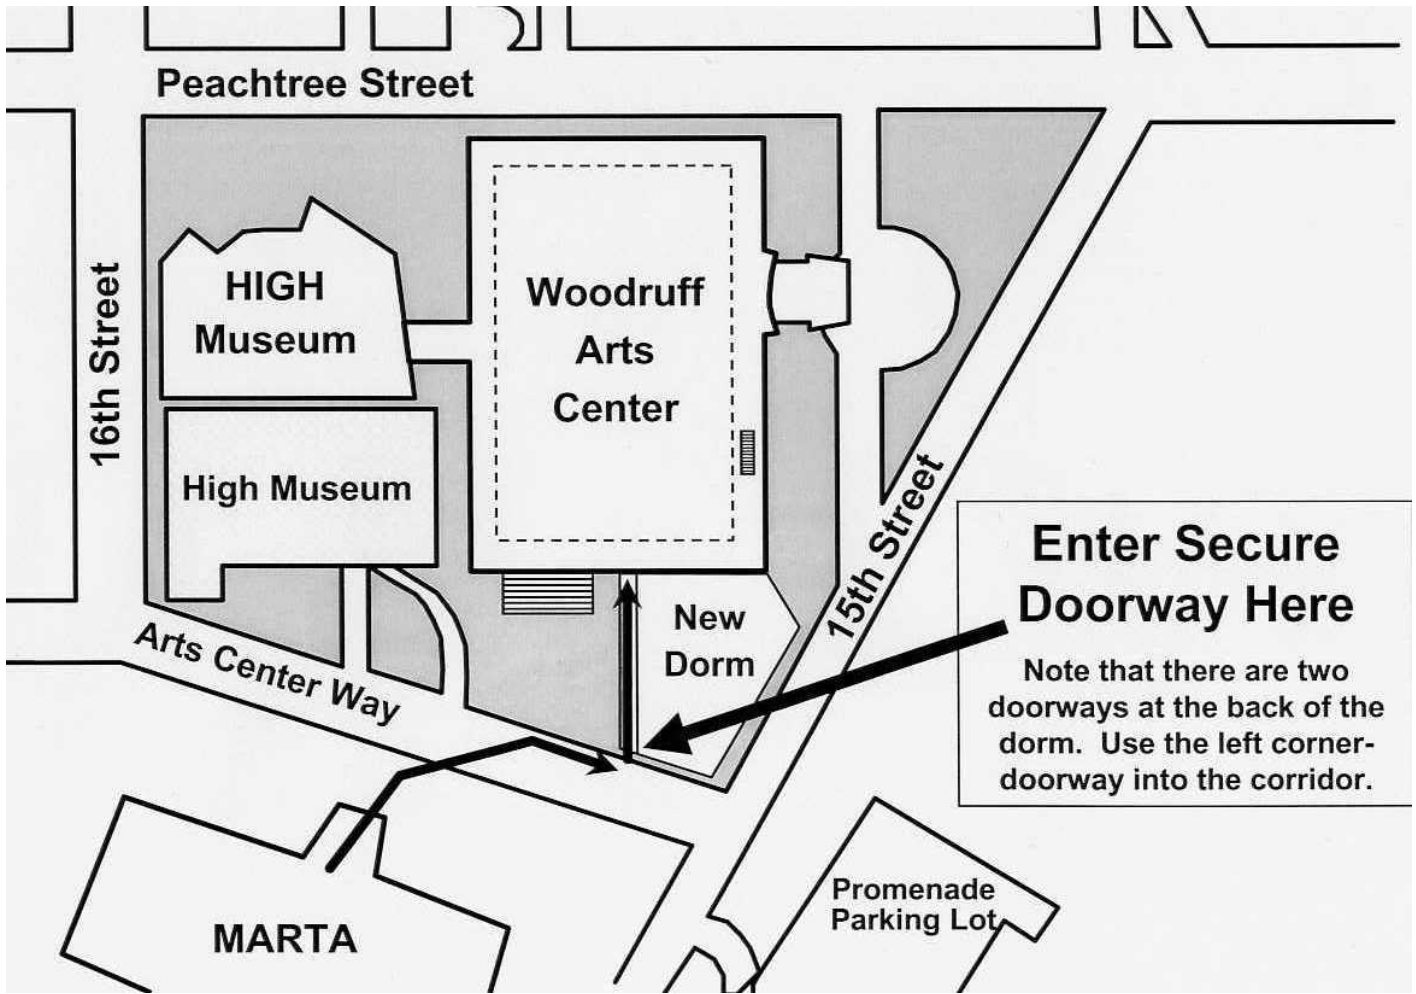 Peachtree Street
16th Street
HIGH
Museum
High Museum
Woodruff
Arts
Center
15th Street
Enter Secure
Doorway Here
Note that there are two
doorways at the back of the
dorm. Use the left corner-
doorway into the corridor.
New
Dorm
Arts Center Way
MARTA
Promenade
Parking Lot